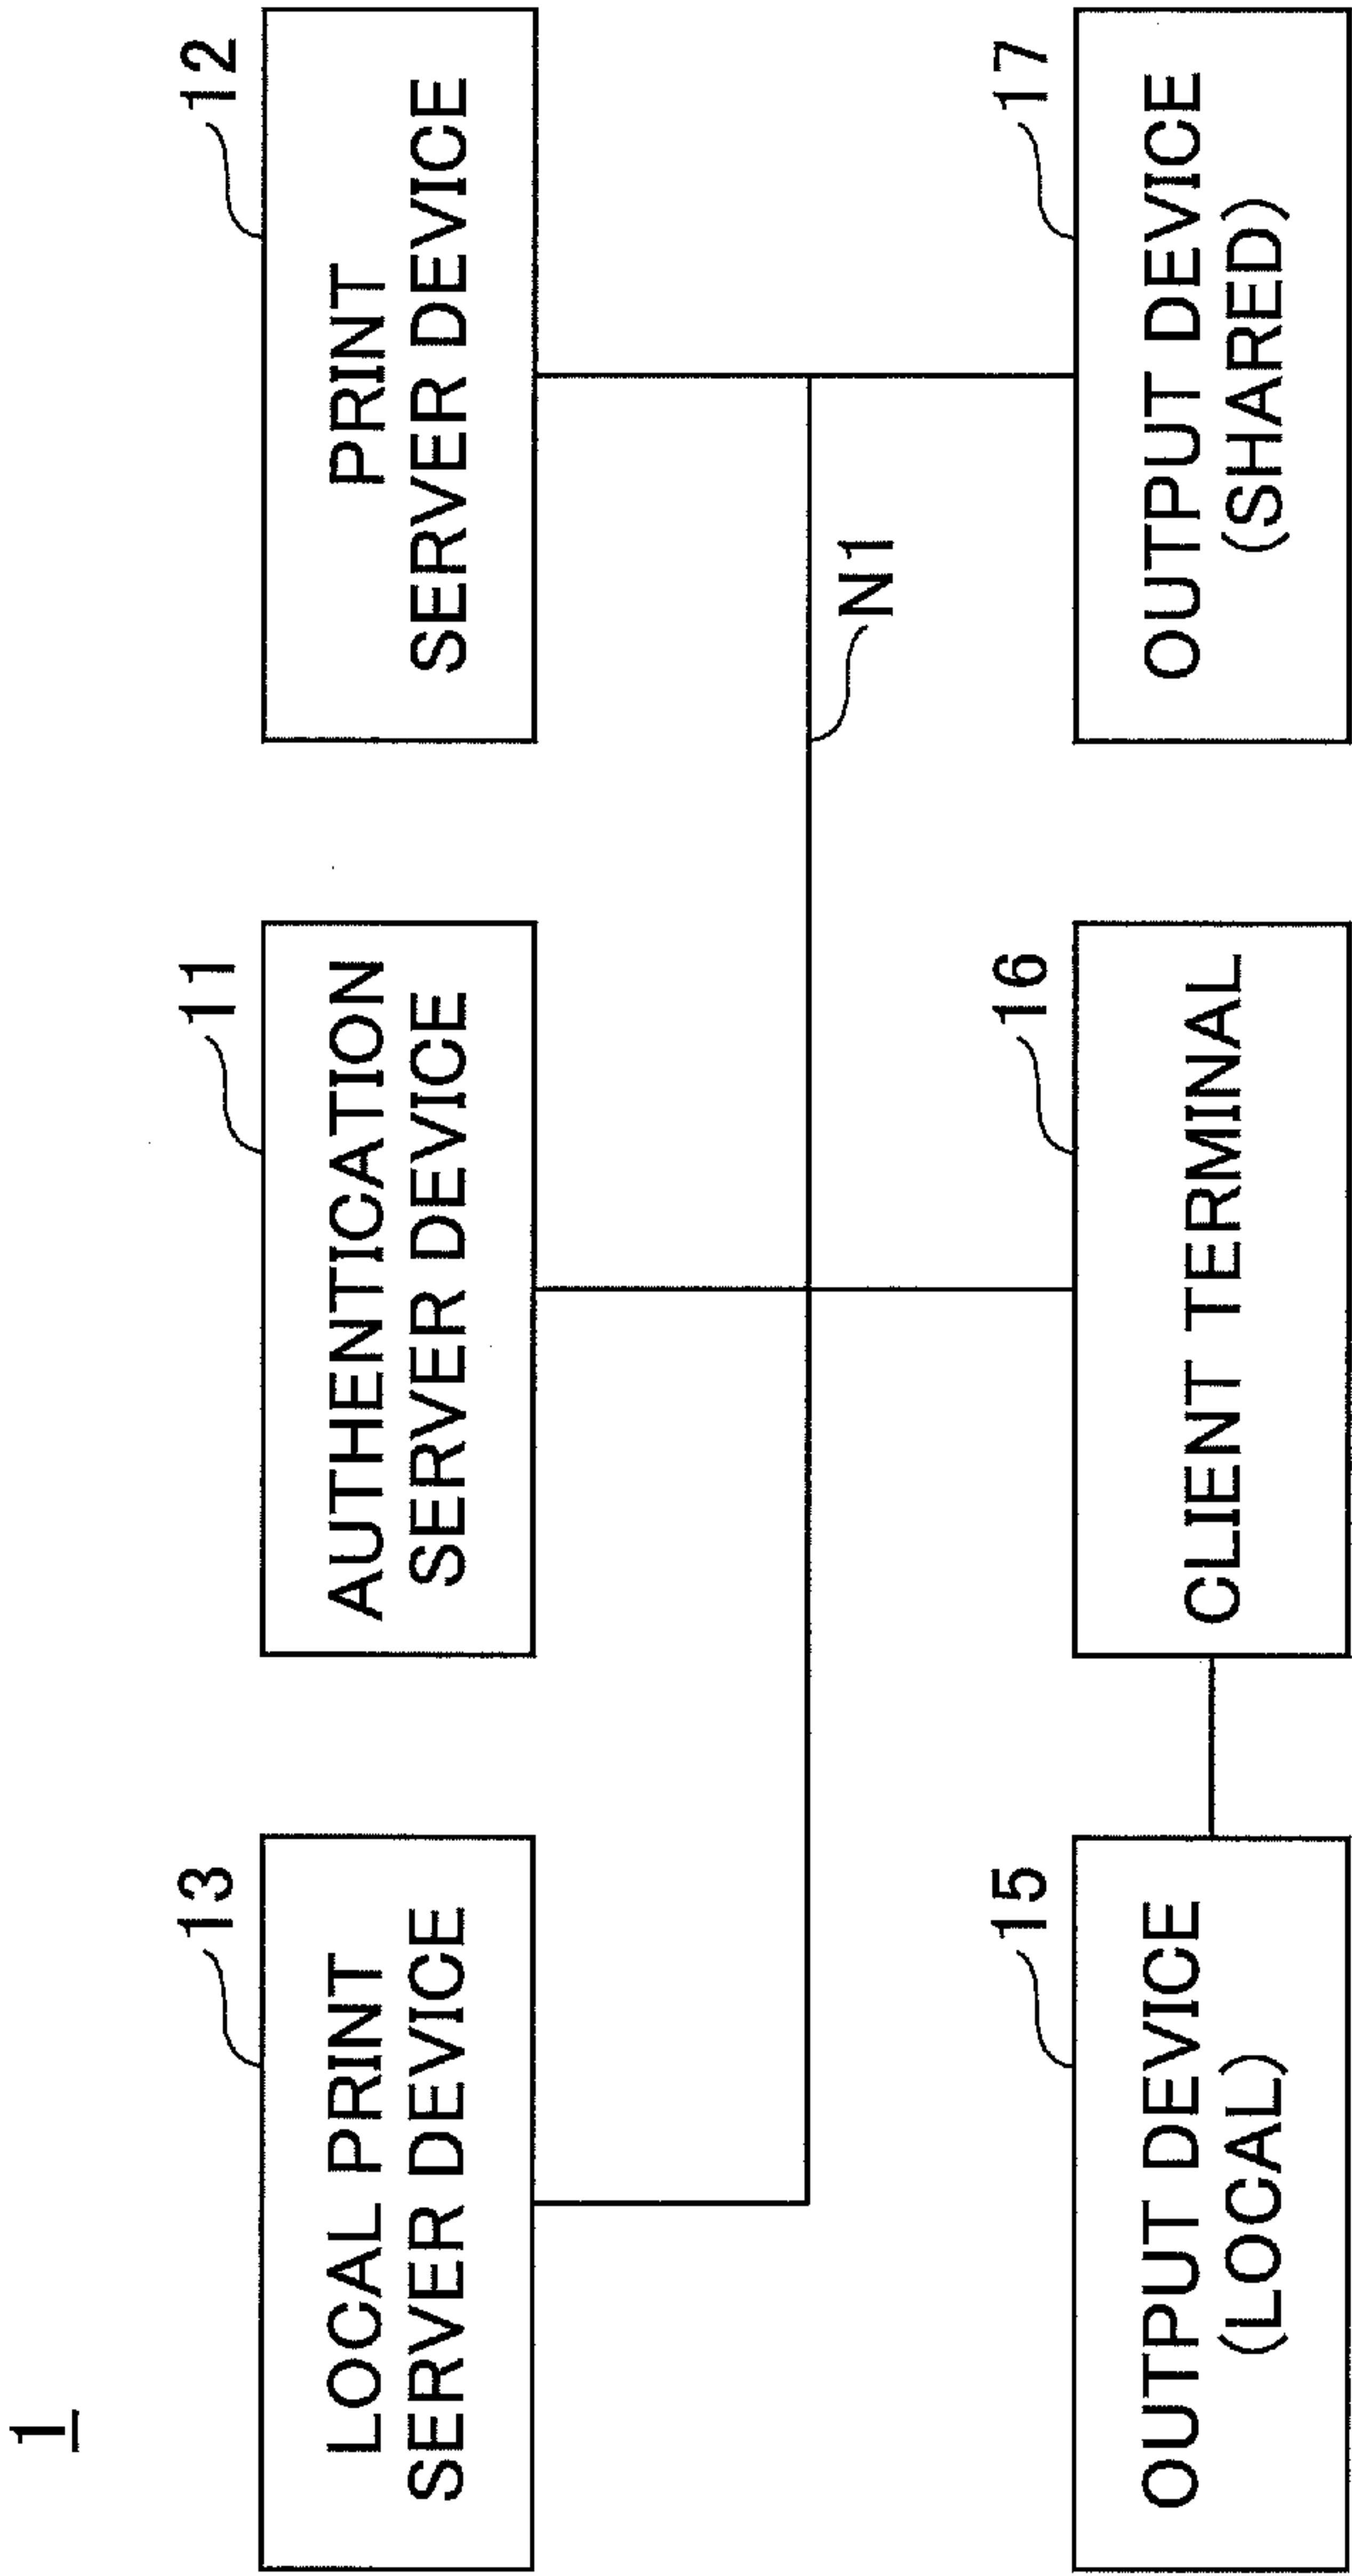 1
13
LOCAL PRINT
SERVER DEVICE
11
AUTHENTICATION
SERVER DEVICE
12
PRINT
SERVER DEVICE
N1
15
OUTPUT DEVICE
(LOCAL)
16
CLIENT TERMINAL
17
OUTPUT DEVICE
(SHARED)